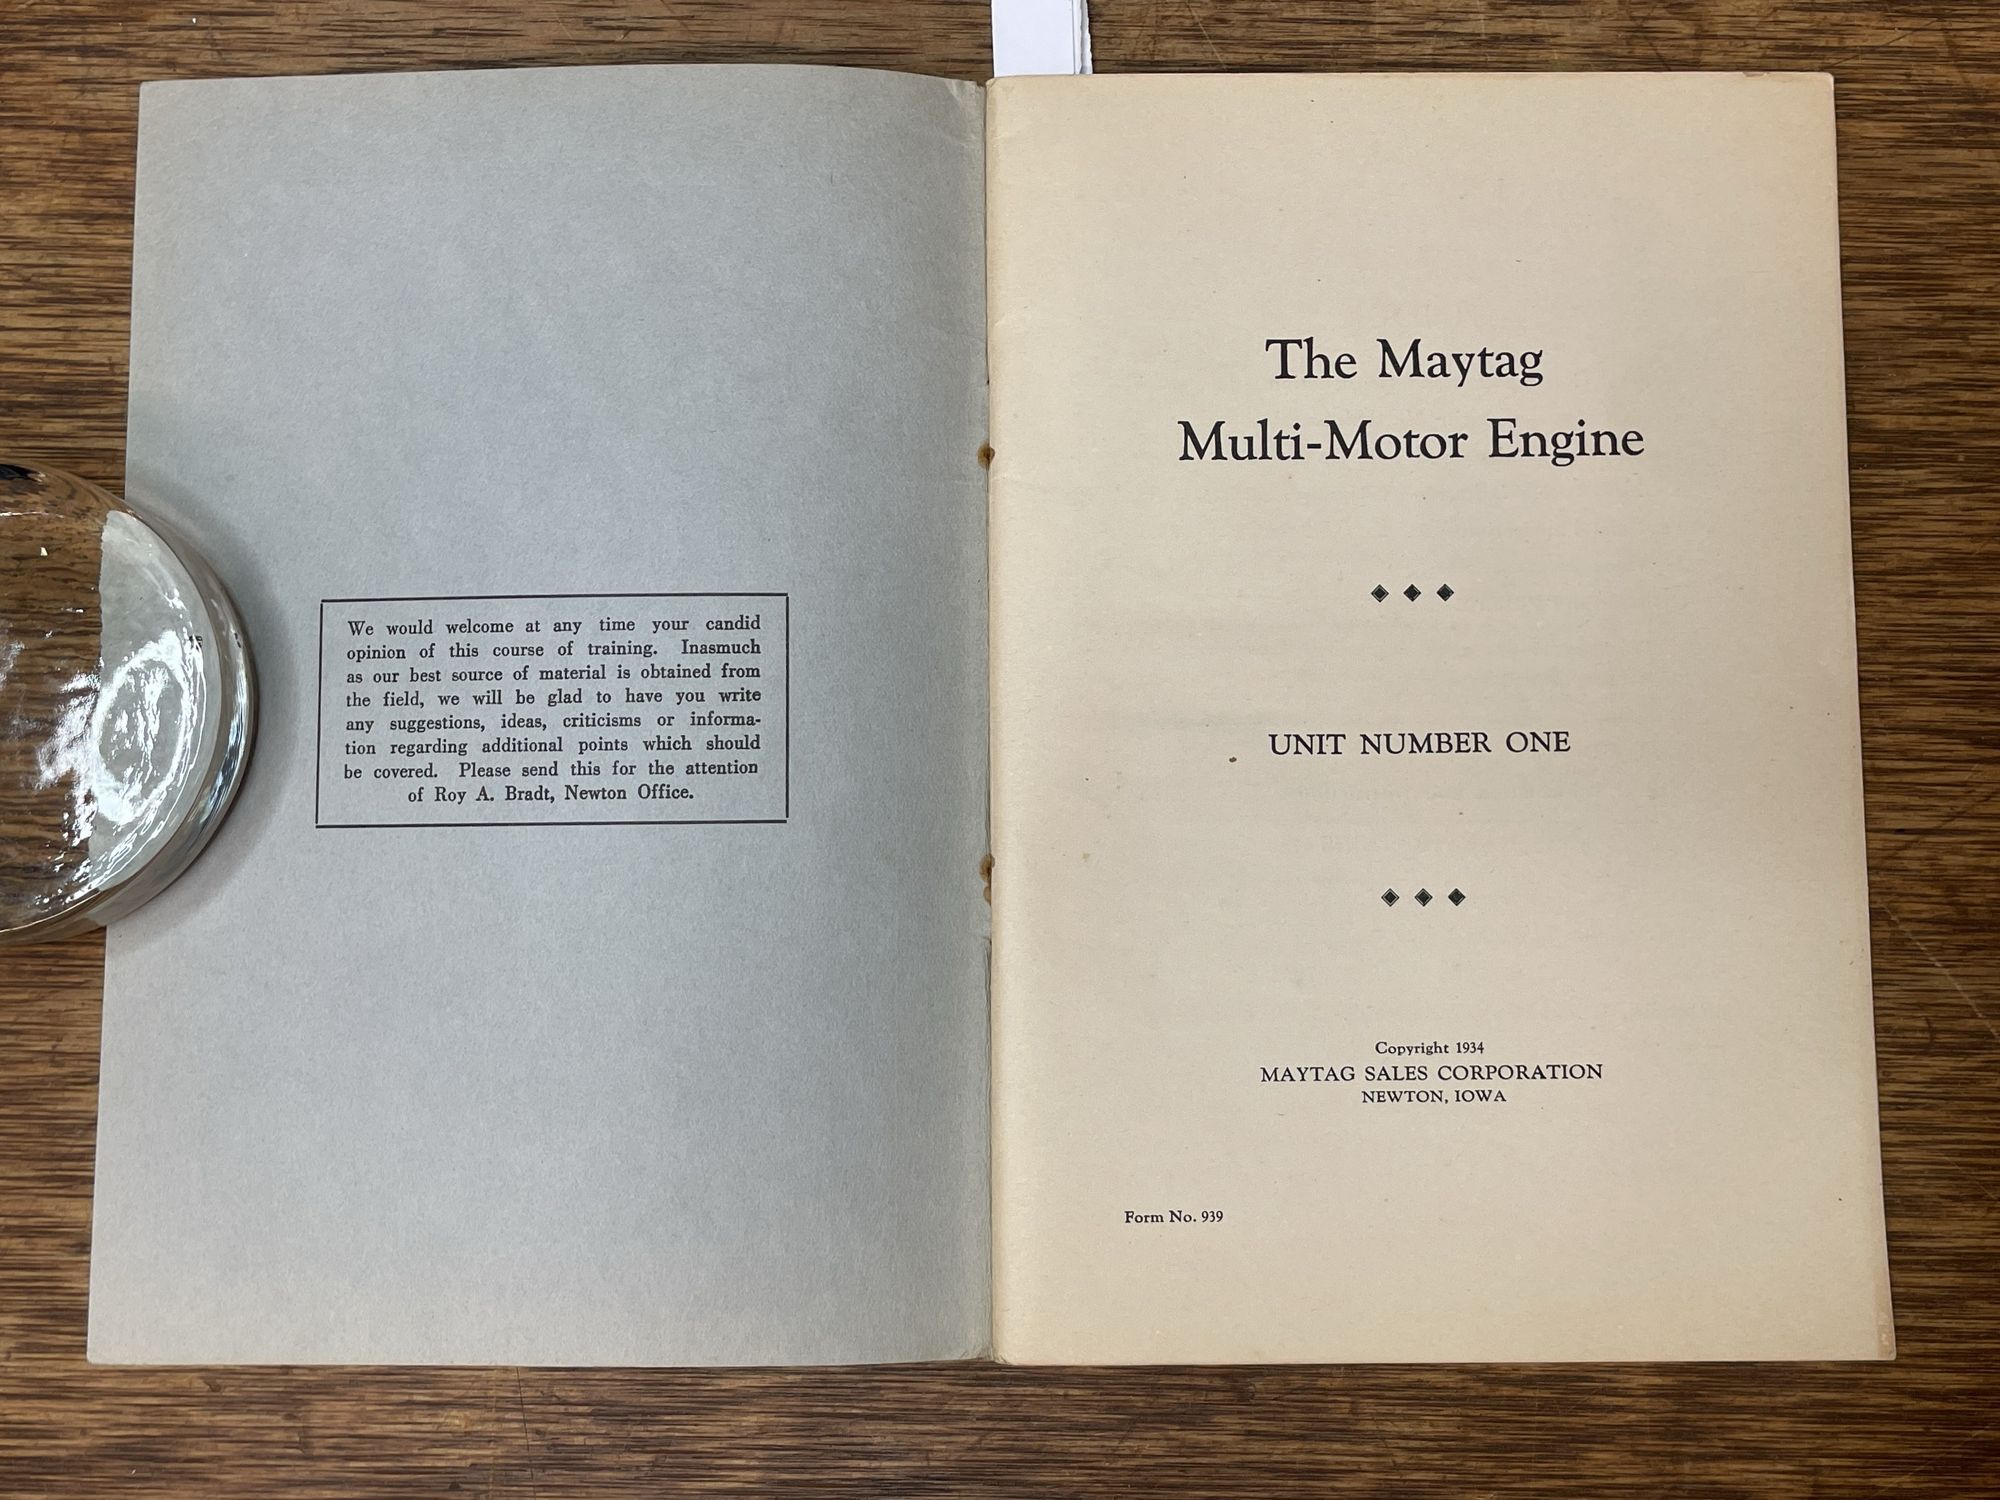 We would welcome at any time your candid
opinion of this course of training. Inasmuch
as our best source of material is obtained from
the field, we will be glad to have you write
any suggestions, ideas, criticisms or informa-
tion regarding additional points which should
be covered. Please send this for the attention
of Roy A. Bradt, Newton Office.
The Maytag
Multi-Motor Engine
UNIT NUMBER ONE
Copyright 1934
MAYTAG SALES CORPORATION
NEWTON, IOWA
Form No. 939